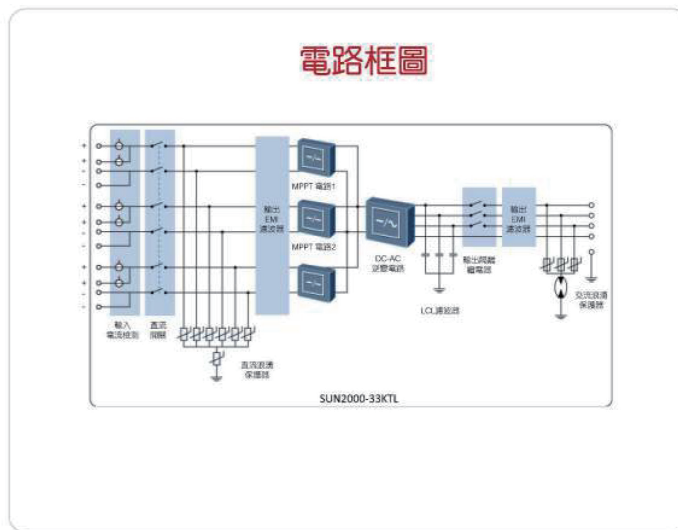 電路框圖
+
+
-
-
+
+
-
-
+
+
-
-
輸入
電流檢測
直流
開關
輸出
EMI
濾波器
MPPT 電路1
MPPT 電路2
直流浪湧
保護器
DC-AC
逆變電路
LCL濾波器
輸出隔離
繼電器
輸出
EMI
濾波器
交流浪湧
保護器
SUN2000-33KTL